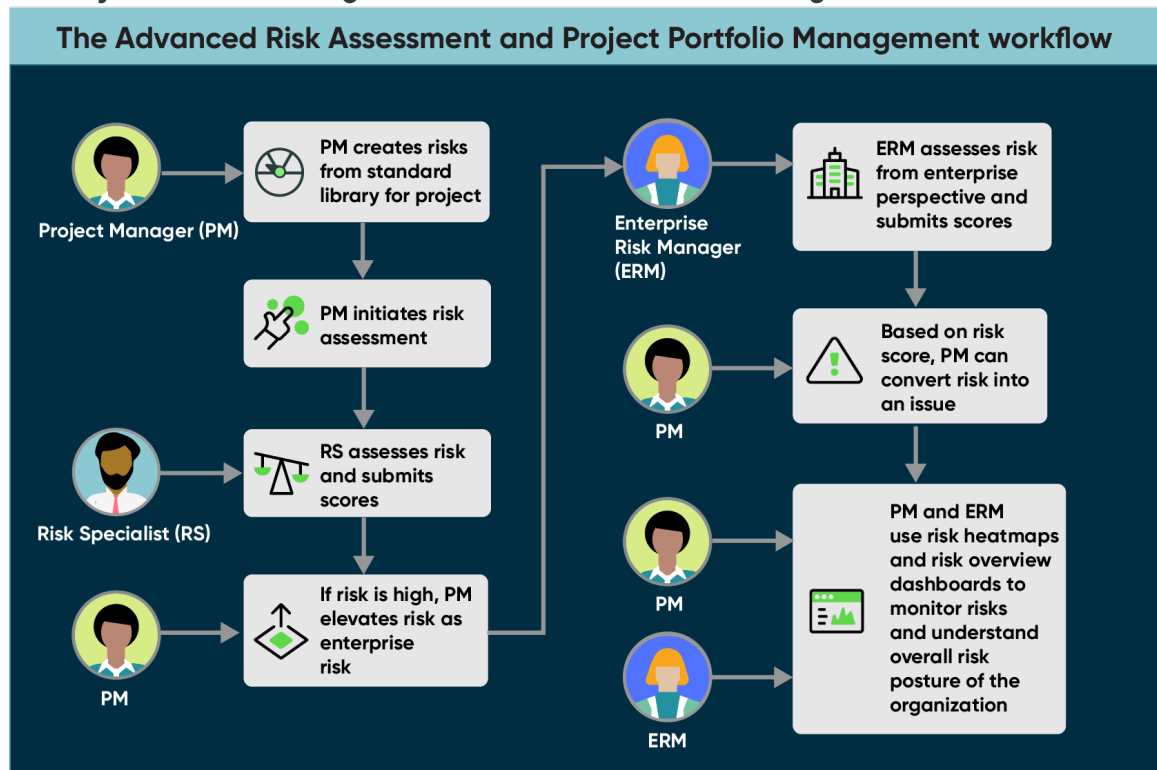 The Advanced Risk Assessment and Project Portfolio Management workflow
Project Manager (PM)
PM creates risks
from standard
library for project
PM initiates risk
assessment
Risk Specialist (RS)
RS assesses risk
and submits
scores
PM
If risk is high, PM
elevates risk as
enterprise
risk
Enterprise
Risk Manager
(ERM)
ERM assesses risk
from enterprise
perspective and
submits scores
PM
Based on risk
score, PM can
convert risk into
an issue
PM
ERM
PM and ERM
use risk heatmaps
and risk overview
dashboards to
monitor risks
and understand
overall risk
posture of the
organization